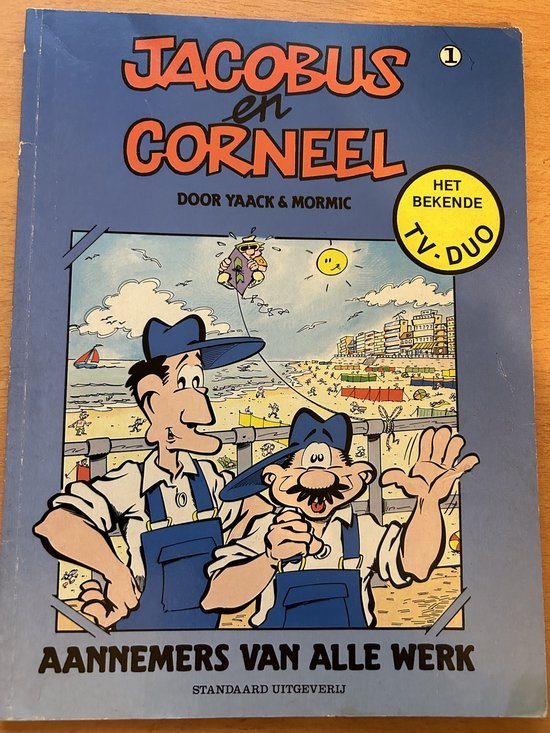 JACOBUS
en
CORNEEL
1
DOOR YAACK & MORMIC
HET
BEKENDE
TV-DUO
AANNEMERS VAN ALLE WERK
STANDAARD UITGEVERIJ